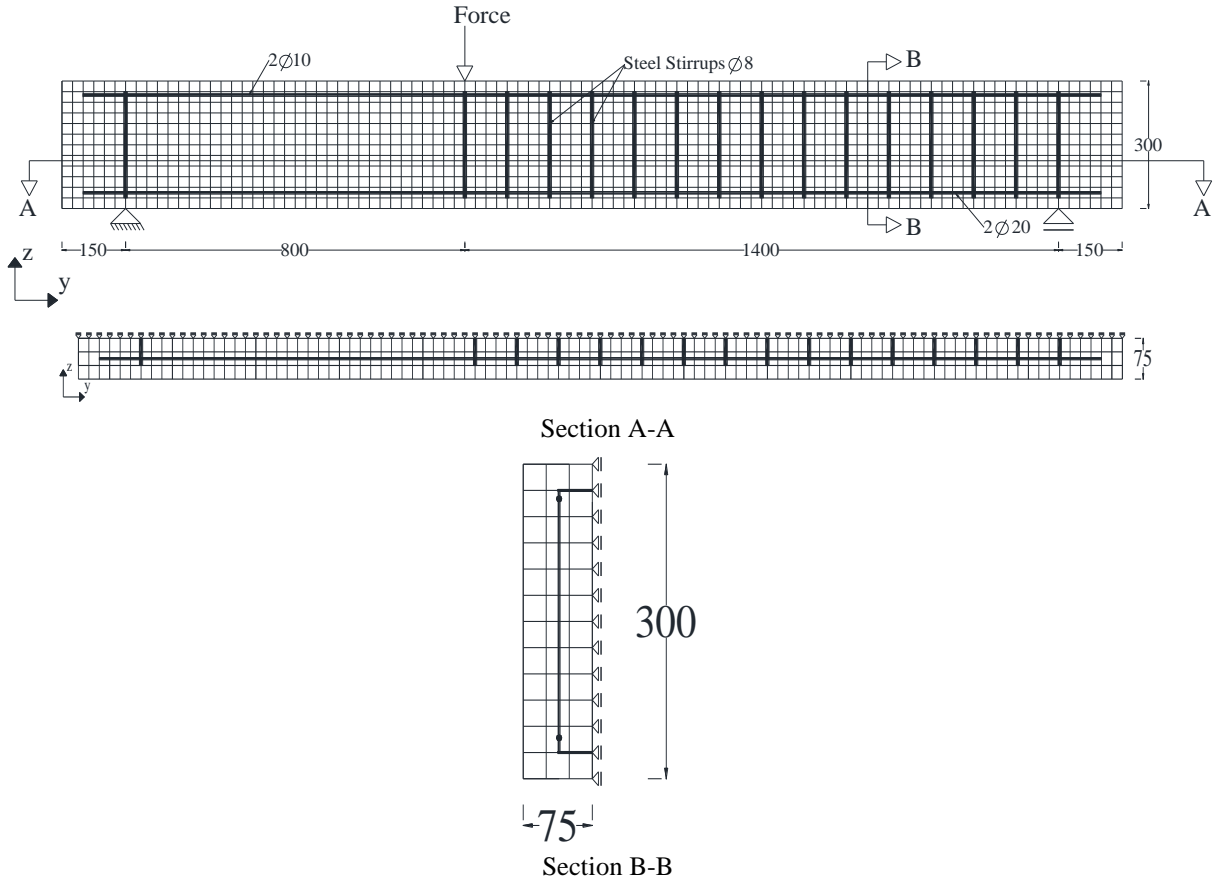 Force
2∅10
Steel Stirrups ∅8
B
300
A
A
B
2∅20
150
800
1400
150
z
y
z
y
75
Section A-A
300
75
Section B-B